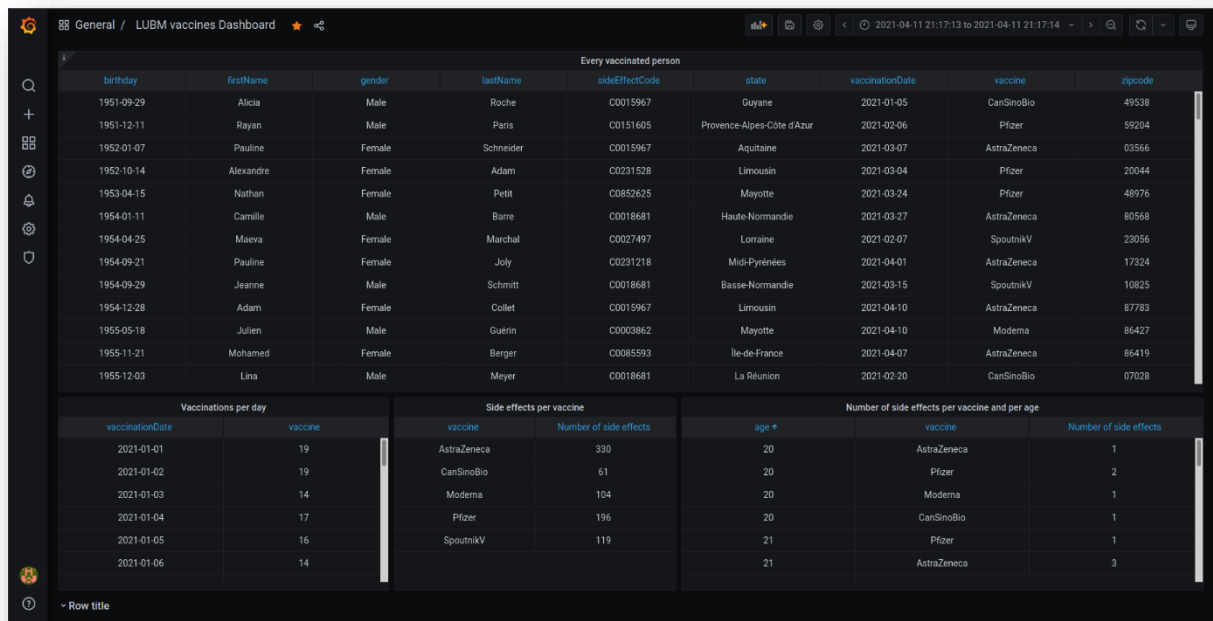 General / LUBM vaccines Dashboard 2021-04-11 21:17:13 to 2021-04-11 21:17:14
Every vaccinated person
birthday firstName gender lastName sideEffectCode state vaccinationDate vaccine zipcode
1951-09-29 Alicia Male Roche C0015967 Guyane 2021-01-05 CanSinoBio 49538
1951-12-11 Rayan Male Paris C0151605 Provence-Alpes-Côte d'Azur 2021-02-06 Pfizer 59204
1952-01-07 Pauline Female Schneider C0015967 Aquitaine 2021-03-07 AstraZeneca 03566
1952-10-14 Alexandre Female Adam C0231528 Limousin 2021-03-04 Pfizer 20044
1953-04-15 Nathan Female Petit C0852625 Mayotte 2021-03-24 Pfizer 48976
1954-01-11 Camille Male Barre C0018681 Haute-Normandie 2021-03-27 AstraZeneca 80568
1954-04-25 Maeva Female Marchal C0027497 Lorraine 2021-02-07 SpoutnikV 23056
1954-09-21 Pauline Female Joly C0231218 Midi-Pyrénées 2021-04-01 AstraZeneca 17324
1954-09-29 Jeanne Male Schmitt C0018681 Basse-Normandie 2021-03-15 SpoutnikV 10825
1954-12-28 Adam Female Collet C0015967 Limousin 2021-04-10 AstraZeneca 87783
1955-05-18 Julien Male Guérin C0003862 Mayotte 2021-04-10 Moderna 86427
1955-11-21 Mohamed Female Berger C0085593 Île-de-France 2021-04-07 AstraZeneca 86419
1955-12-03 Lina Male Meyer C0018681 La Réunion 2021-02-20 CanSinoBio 07028
Vaccinations per day
vaccinationDate vaccine
2021-01-01 19
2021-01-02 19
2021-01-03 14
2021-01-04 17
2021-01-05 16
2021-01-06 14
Side effects per vaccine
vaccine Number of side effects
AstraZeneca 330
CanSinoBio 61
Moderna 104
Pfizer 196
SpoutnikV 119
Number of side effects per vaccine and per age
age ↑ vaccine Number of side effects
20 AstraZeneca 1
20 Pfizer 2
20 Moderna 1
20 CanSinoBio 1
21 Pfizer 1
21 AstraZeneca 3
Row title